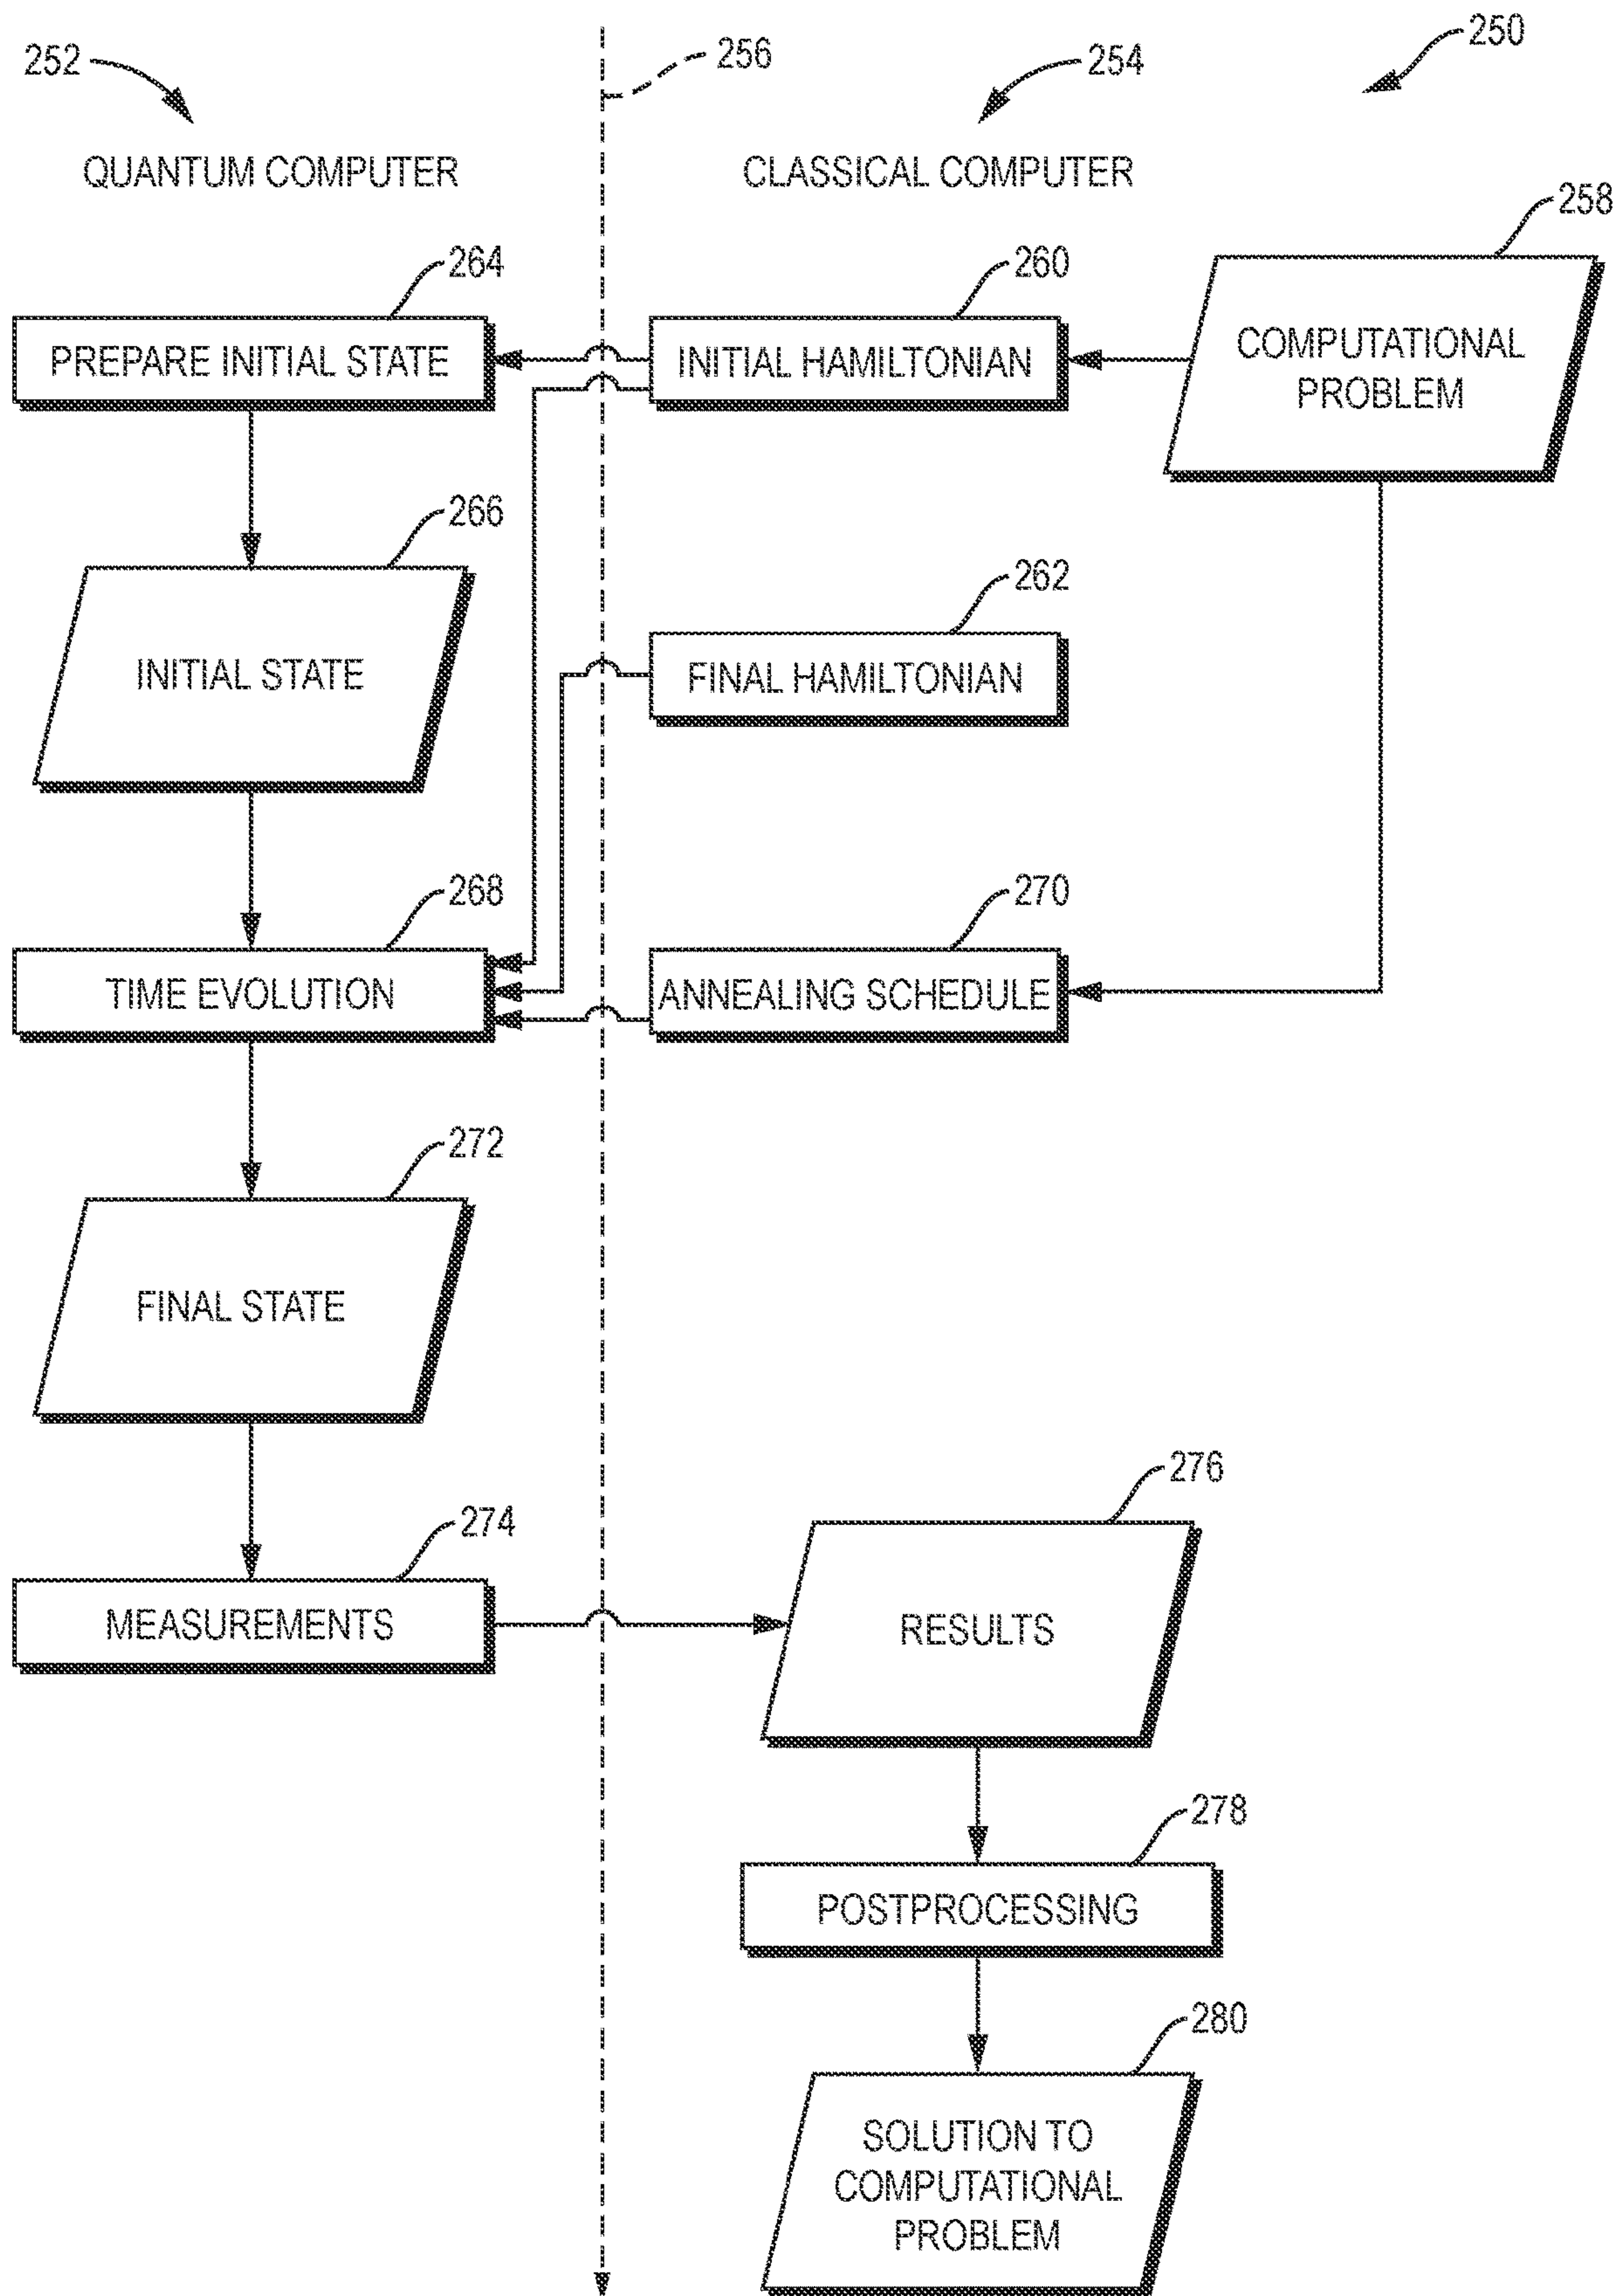 250
252
256
254
QUANTUM COMPUTER
CLASSICAL COMPUTER
258
264
260
PREPARE INITIAL STATE
INITIAL HAMILTONIAN
COMPUTATIONAL
PROBLEM
266
262
INITIAL STATE
FINAL HAMILTONIAN
268
270
TIME EVOLUTION
ANNEALING SCHEDULE
272
FINAL STATE
276
274
MEASUREMENTS
RESULTS
278
POSTPROCESSING
280
SOLUTION TO
COMPUTATIONAL
PROBLEM